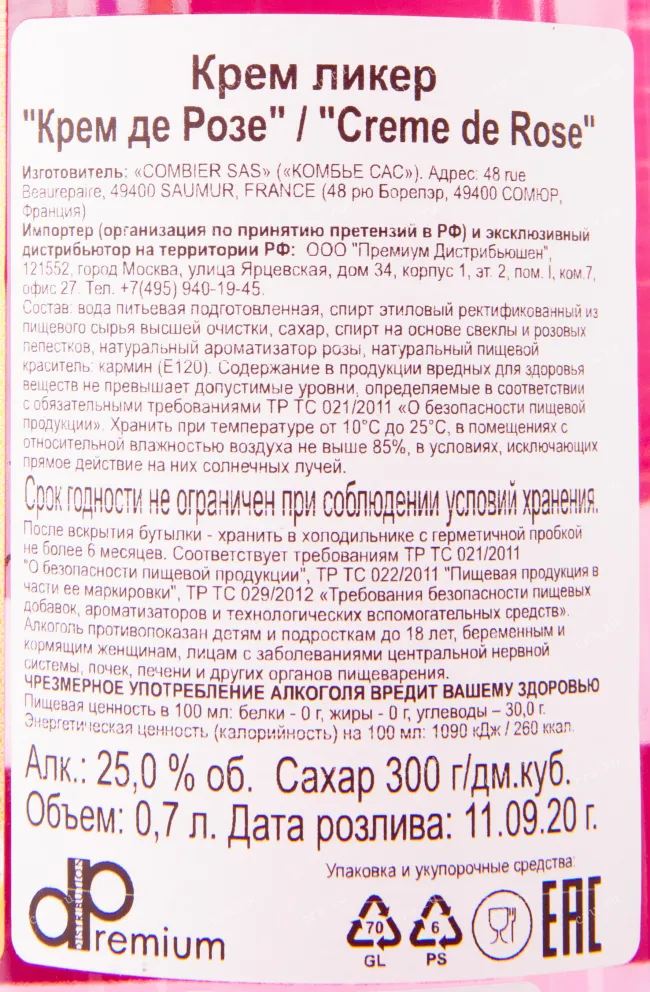 Крем ликер
"Крем де Розе" / "Creme de Rose"
Изготовитель: «COMBIER SAS» («КОМБЬЕ САС»). Адрес: 48 rue
Beaurepaire, 49400 SAUMUR, FRANCE (48 рю Борепэр, 49400 СОМЮР,
Франция)
Импортер (организация по принятию претензий в РФ) и эксклюзивный
дистрибьютор на территории РФ: ООО "Премиум Дистрибьюшен",
121552, город Москва, улица Ярцевская, дом 34, корпус 1, эт. 2, пом. I, ком.7,
офис 27. Тел. +7(495) 940-19-45.
Состав: вода питьевая подготовленная, спирт этиловый ректификованный из
пищевого сырья высшей очистки, сахар, спирт на основе свеклы и розовых
лепестков, натуральный ароматизатор розы, натуральный пищевой
краситель: кармин (Е120). Содержание в продукции вредных для здоровья
веществ не превышает допустимые уровни, определяемые в соответствии
с обязательными требованиями ТР ТС 021/2011 «О безопасности пищевой
продукции». Хранить при температуре от 10°С до 25°С, в помещениях с
относительной влажностью воздуха не выше 85%, в условиях, исключающих
прямое действие на них солнечных лучей.
Срок годности не ограничен при соблюдении условий хранения.
После вскрытия бутылки - хранить в холодильнике с герметичной пробкой
не более 6 месяцев. Соответствует требованиям ТР ТС 021/2011
"О безопасности пищевой продукции", ТР ТС 022/2011 "Пищевая продукция в
части ее маркировки", ТР ТС 029/2012 «Требования безопасности пищевых
добавок, ароматизаторов и технологических вспомогательных средств».
Алкоголь противопоказан детям и подросткам до 18 лет, беременным и
кормящим женщинам, лицам с заболеваниями центральной нервной
системы, почек, печени и других органов пищеварения.
ЧРЕЗМЕРНОЕ УПОТРЕБЛЕНИЕ АЛКОГОЛЯ ВРЕДИТ ВАШЕМУ ЗДОРОВЬЮ
Пищевая ценность в 100 мл: белки - 0 г, жиры - 0 г, углеводы – 30,0 г.
Энергетическая ценность (калорийность) на 100 мл: 1090 кДж / 260 ккал.
Алк.: 25,0 % об. Сахар 300 г/дм.куб.
Объем: 0,7 л. Дата розлива: 11.09.20 г.
Упаковка и укупорочные средства:
dp DISTRIBUTION
Premium
70 6 EAC
GL PS